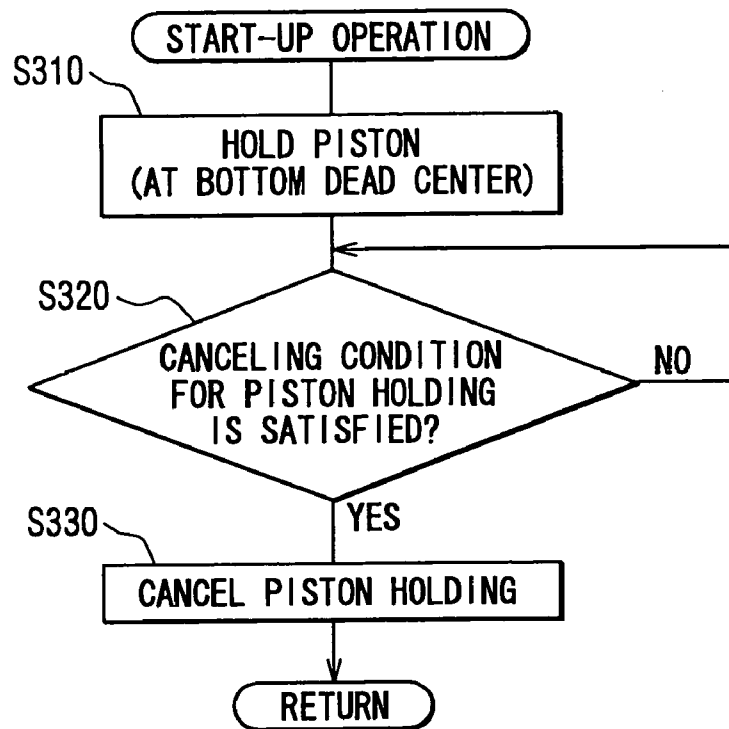 START-UP OPERATION
S310
HOLD PISTON
(AT BOTTOM DEAD CENTER)
S320
CANCELING CONDITION
FOR PISTON HOLDING
IS SATISFIED?
NO
YES
S330
CANCEL PISTON HOLDING
RETURN